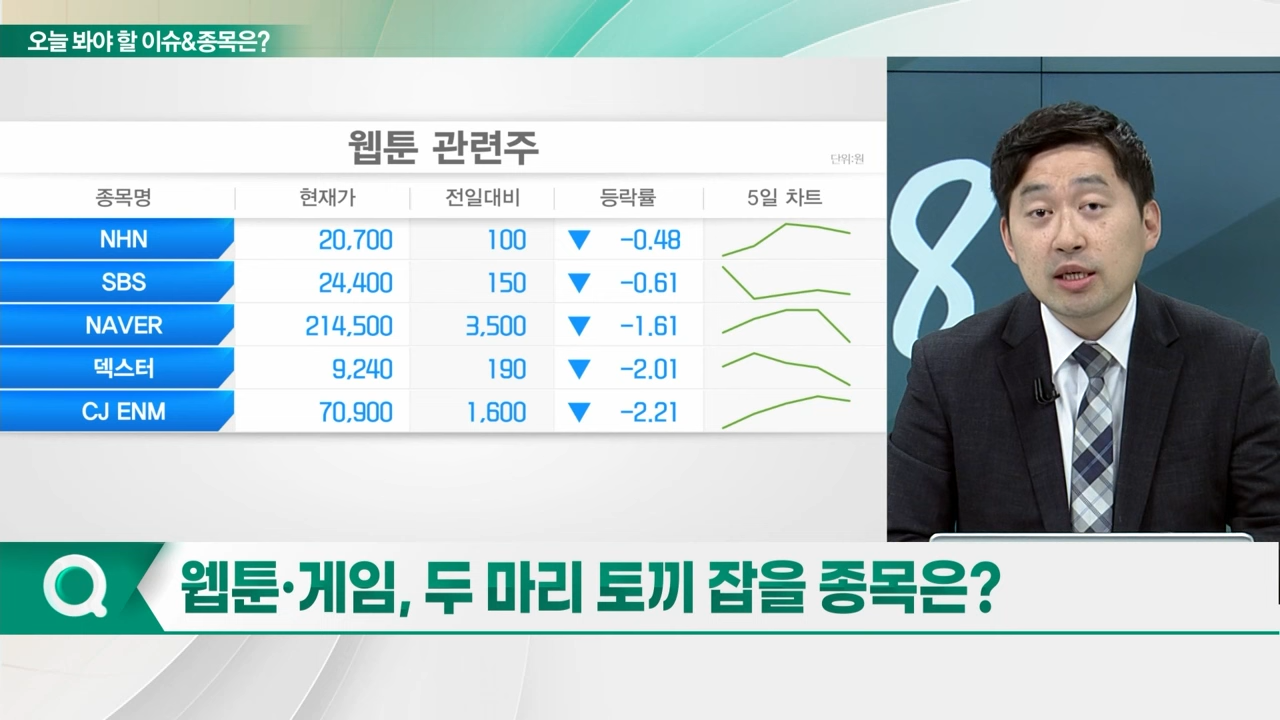 오늘 봐야 할 이슈&종목은?
웹툰 관련주
단위:원
종목명 현재가 전일대비 등락률 5일 차트
NHN 20,700 100 ▼ -0.48
SBS 24,400 150 ▼ -0.61
NAVER 214,500 3,500 ▼ -1.61
덱스터 9,240 190 ▼ -2.01
CJ ENM 70,900 1,600 ▼ -2.21
8
Q 웹툰·게임, 두 마리 토끼 잡을 종목은?